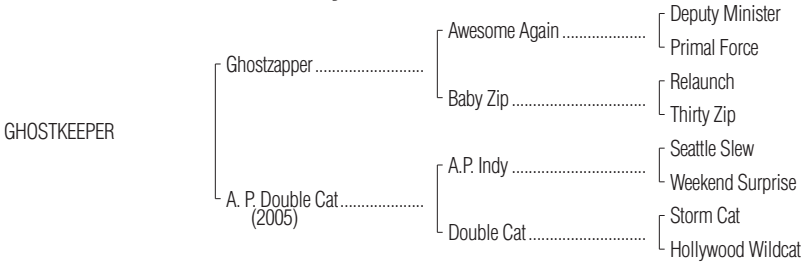 Deputy Minister
Awesome Again ....................
Primal Force
Ghostzapper ..........................
Relaunch
Baby Zip ................................
Thirty Zip
GHOSTKEEPER
Seattle Slew
A.P. Indy ................................
Weekend Surprise
A. P. Double Cat....................
(2005)
Storm Cat
Double Cat............................
Hollywood Wildcat